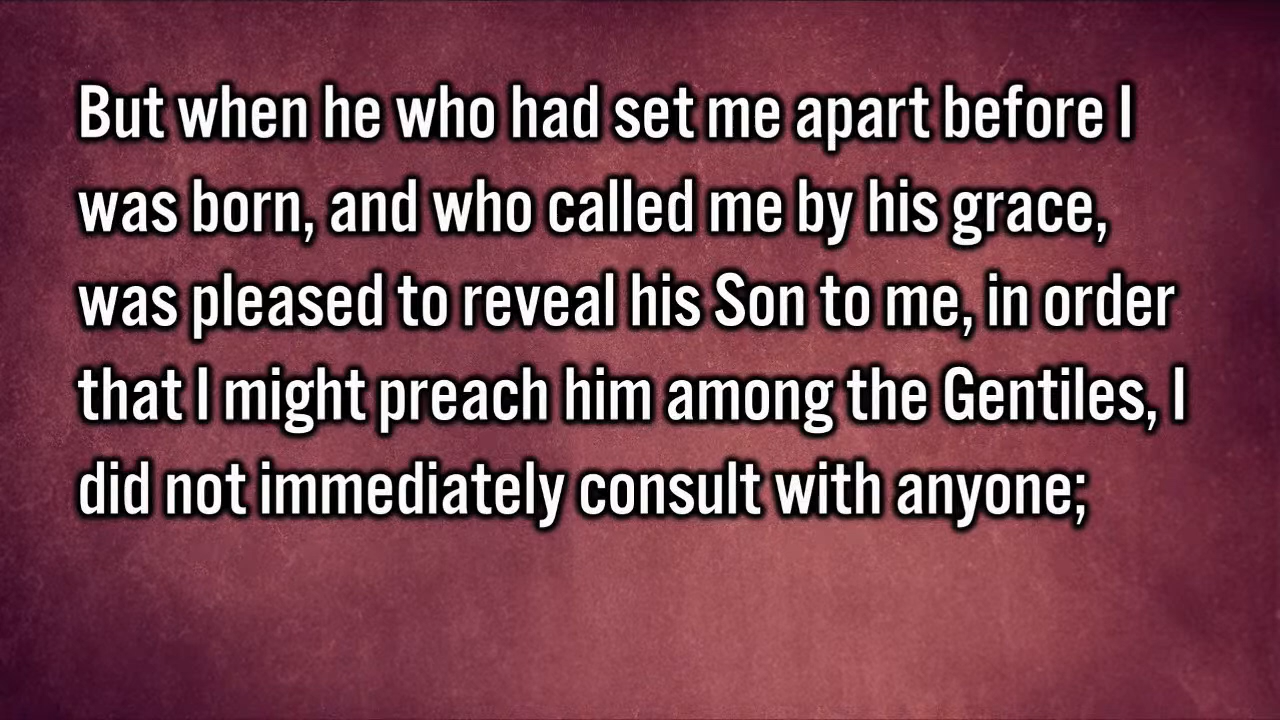 But when he who had set me apart before I
was born, and who called me by his grace,
was pleased to reveal his Son to me, in order
that I might preach him among the Gentiles, I
did not immediately consult with anyone;